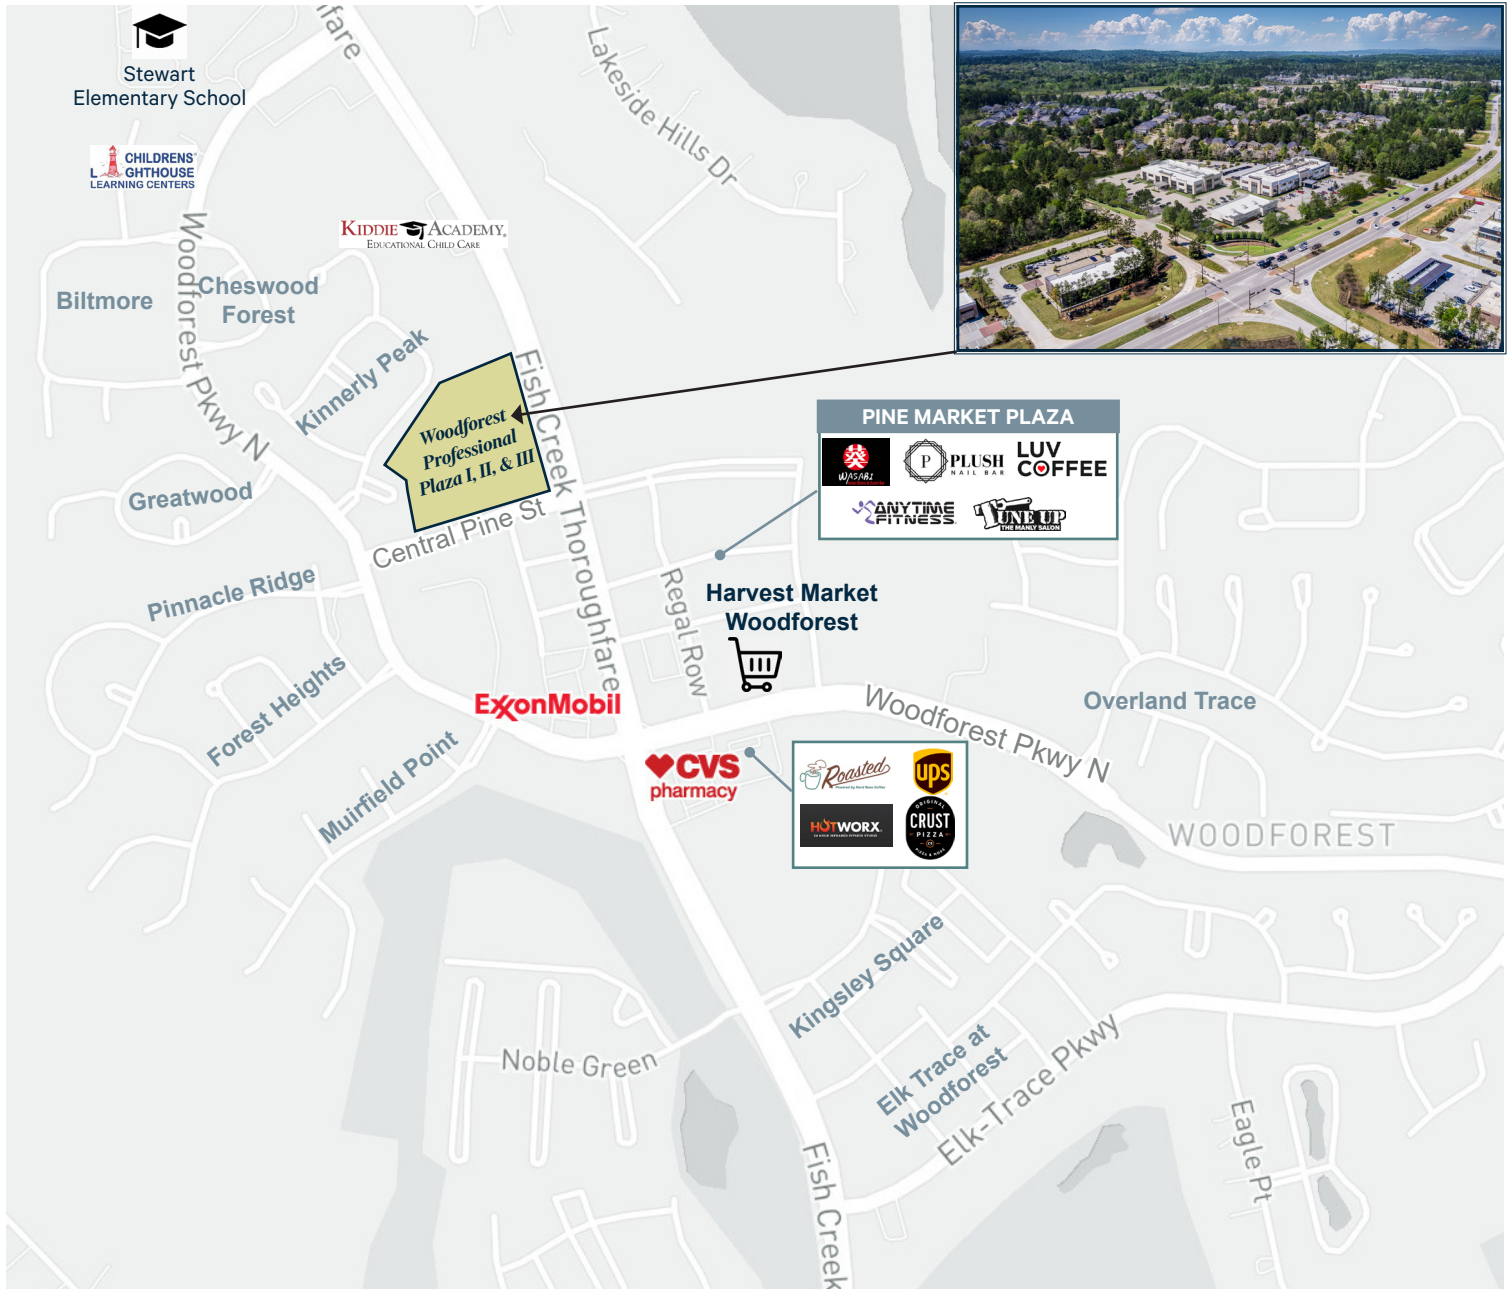 Stewart
Elementary School
CHILDRENS
L GHTHOUSE
LEARNING CENTERS
KIDDIE ACADEMY®
EDUCATIONAL CHILD CARE
fare
Lakeside Hills Dr
Woodforest Pkwy N
Biltmore
Cheswood
Forest
Kinnerly Peak
Greatwood
Woodforest
Professional
Plaza I, II, & III
Fish Creek Thoroughfare
Central Pine St
PINE MARKET PLAZA
WASABI
P PLUSH
NAIL BAR
LUV
COFFEE
ANYTIME
FITNESS
TUNE UP
THE MANLY SALON
Pinnacle Ridge
Regal Row
Harvest Market
Woodforest
Forest Heights
ExxonMobil
Muirfield Point
CVS
pharmacy
Woodforest Pkwy N
Overland Trace
Roasted
ups
HOTWORX
ORIGINAL
CRUST
PIZZA
WOODFOREST
Kingsley Square
Noble Green
Elk Trace at
Woodforest
Elk-Trace Pkwy
Eagle Pt
Fish Creek